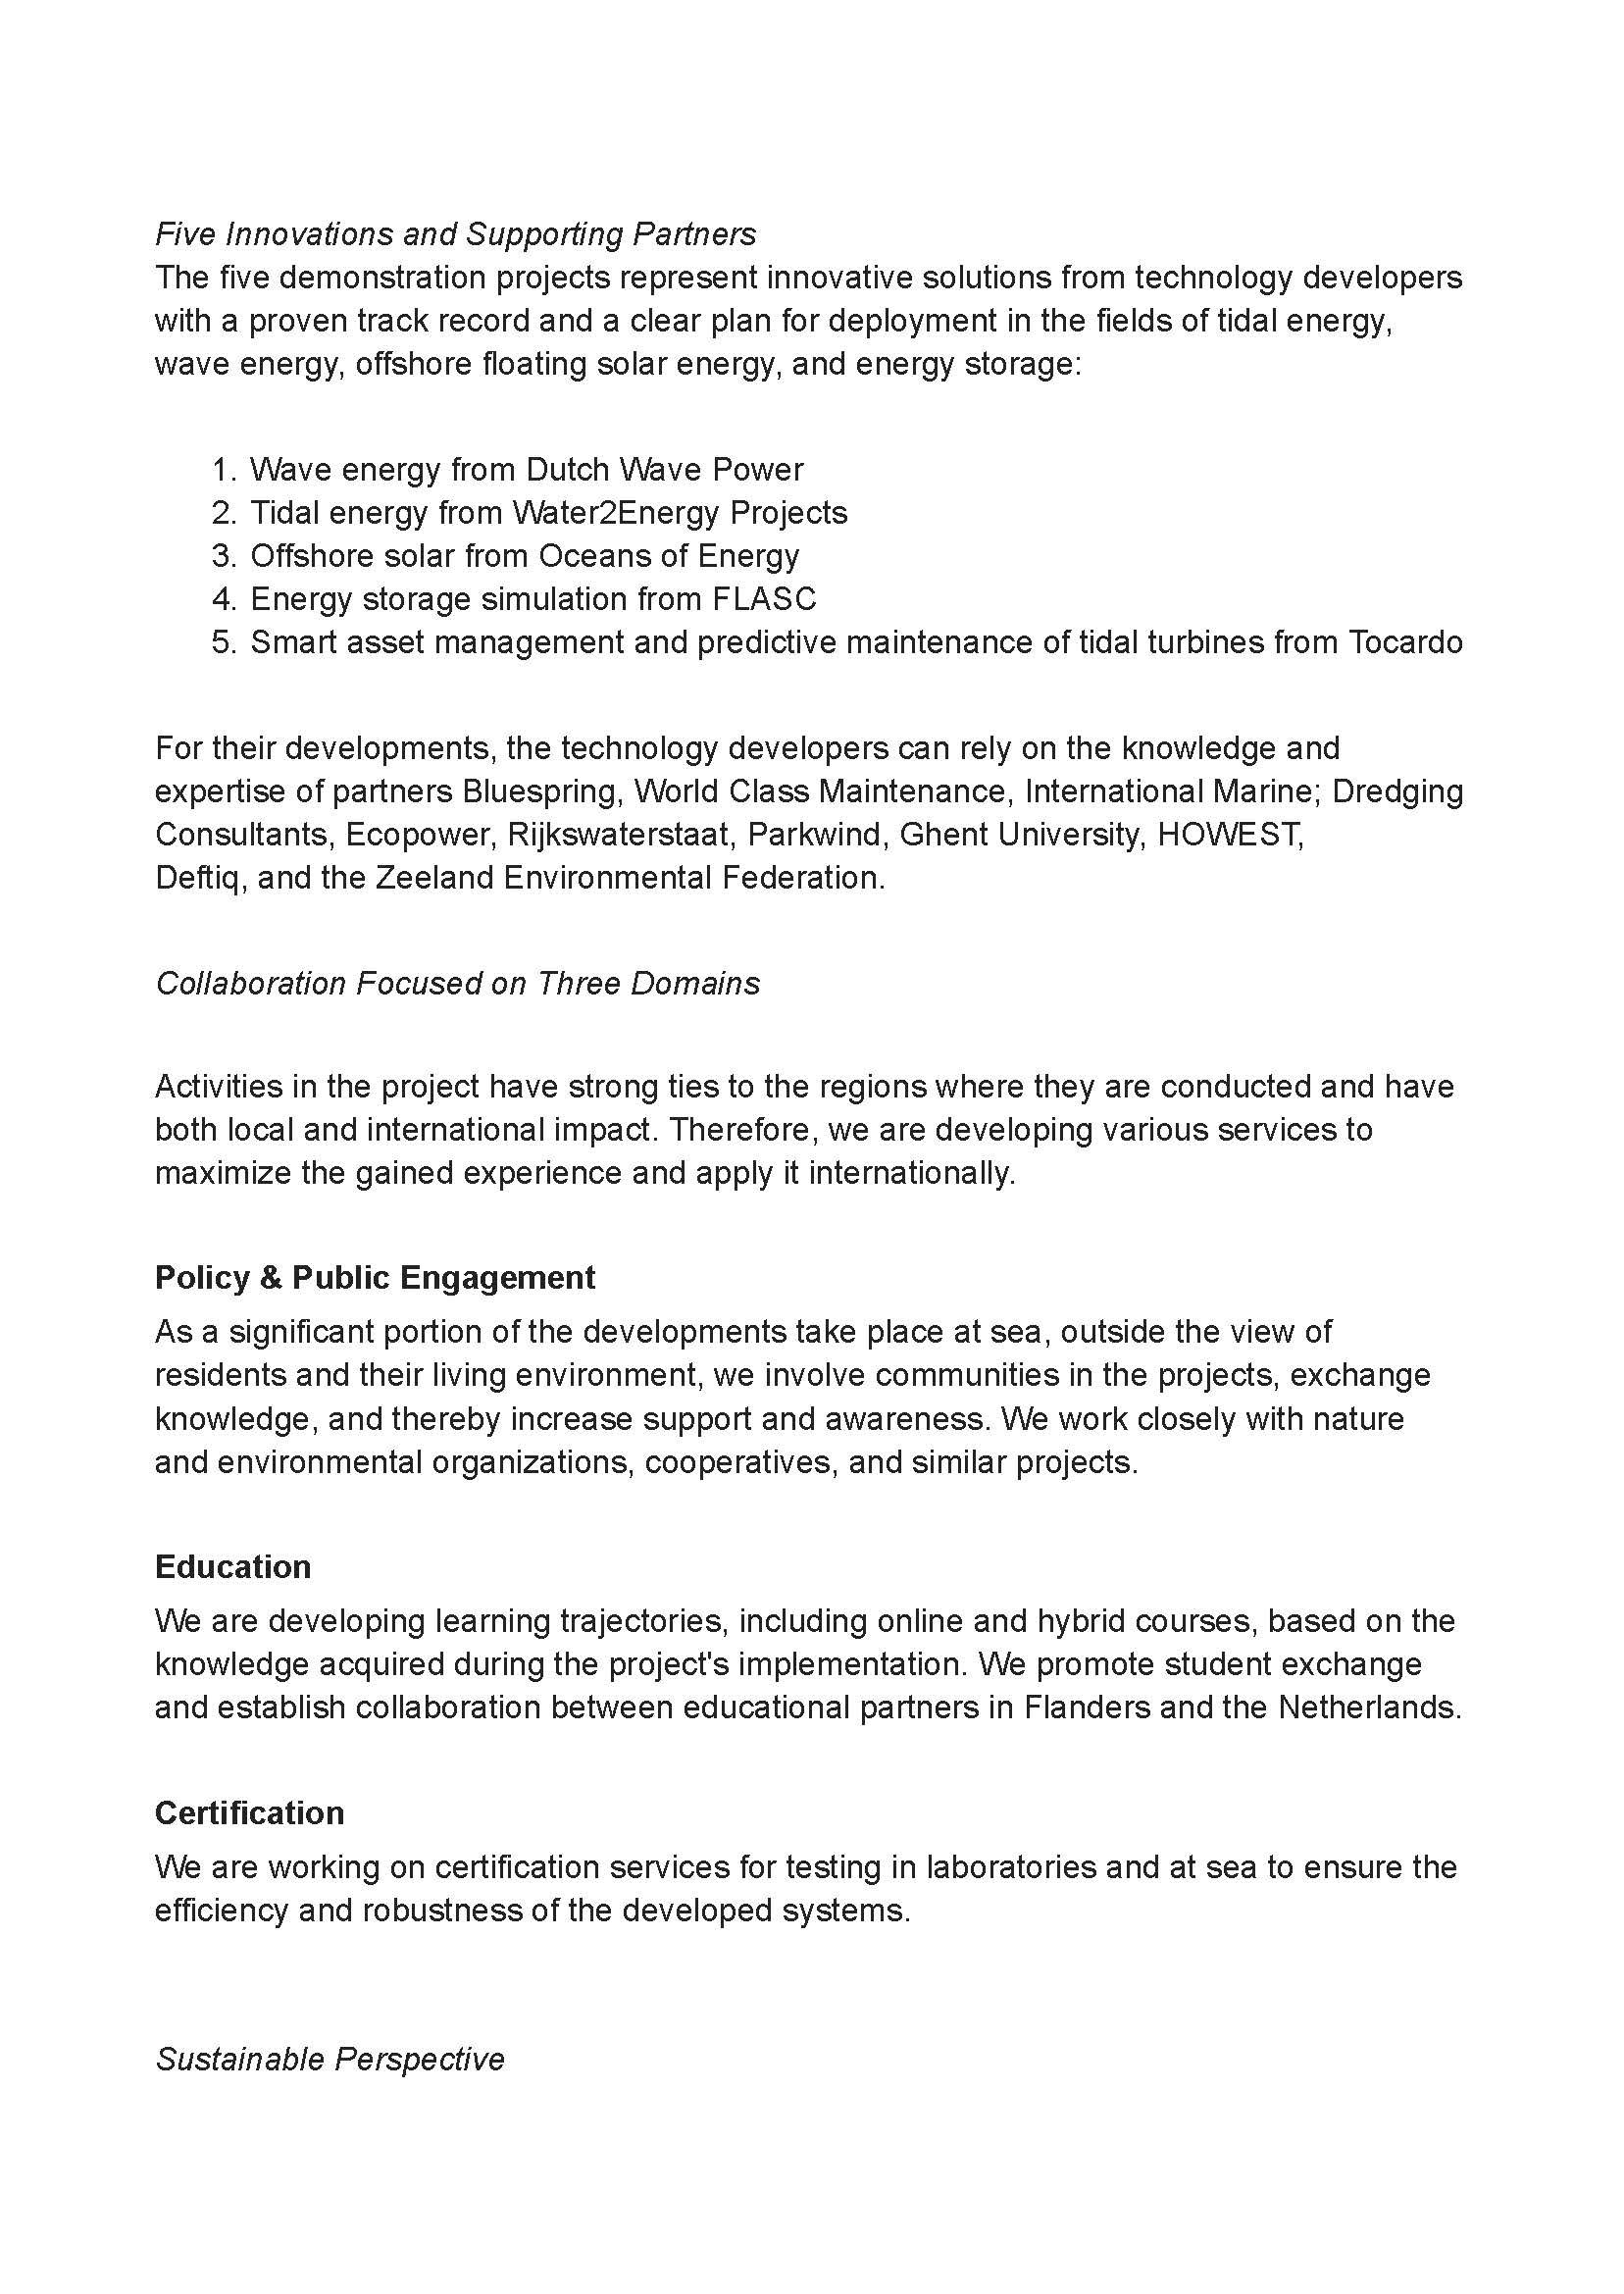 Five Innovations and Supporting Partners
The five demonstration projects represent innovative solutions from technology developers
with a proven track record and a clear plan for deployment in the fields of tidal energy,
wave energy, offshore floating solar energy, and energy storage:
1. Wave energy from Dutch Wave Power
2. Tidal energy from Water2Energy Projects
3. Offshore solar from Oceans of Energy
4. Energy storage simulation from FLASC
5. Smart asset management and predictive maintenance of tidal turbines from Tocardo
For their developments, the technology developers can rely on the knowledge and
expertise of partners Bluespring, World Class Maintenance, International Marine; Dredging
Consultants, Ecopower, Rijkswaterstaat, Parkwind, Ghent University, HOWEST,
Deftiq, and the Zeeland Environmental Federation.
Collaboration Focused on Three Domains
Activities in the project have strong ties to the regions where they are conducted and have
both local and international impact. Therefore, we are developing various services to
maximize the gained experience and apply it internationally.
Policy & Public Engagement
As a significant portion of the developments take place at sea, outside the view of
residents and their living environment, we involve communities in the projects, exchange
knowledge, and thereby increase support and awareness. We work closely with nature
and environmental organizations, cooperatives, and similar projects.
Education
We are developing learning trajectories, including online and hybrid courses, based on the
knowledge acquired during the project's implementation. We promote student exchange
and establish collaboration between educational partners in Flanders and the Netherlands.
Certification
We are working on certification services for testing in laboratories and at sea to ensure the
efficiency and robustness of the developed systems.
Sustainable Perspective